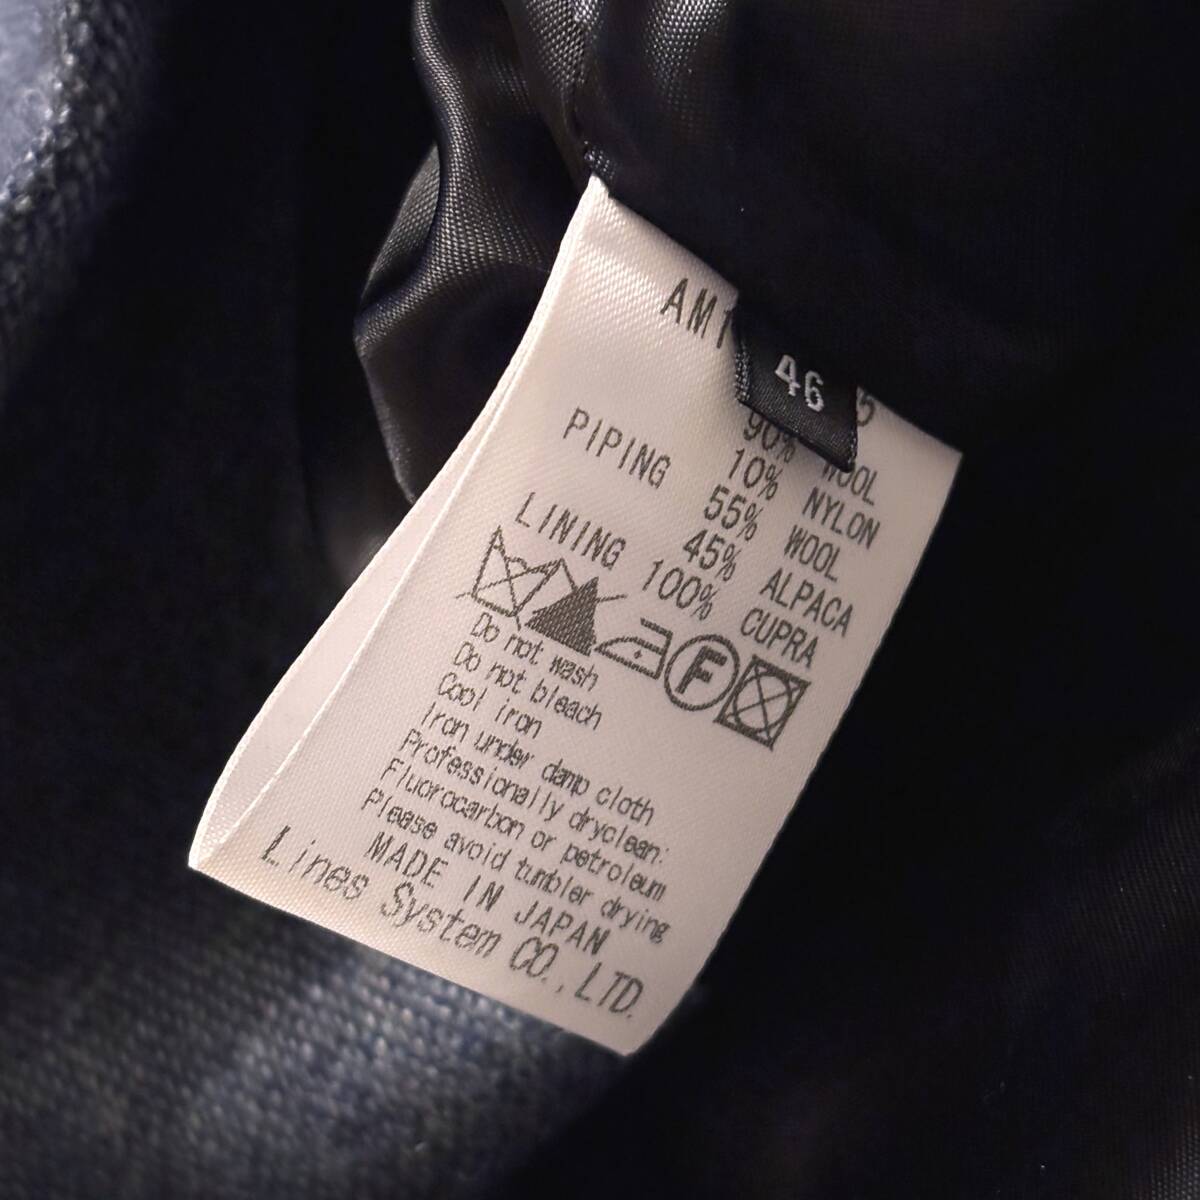 AM1
46
5
90% WOOL
10% NYLON
PIPING 55% WOOL
45% ALPACA
LINING 100% CUPRA
F
Do not wash
Do not bleach
Cool iron
Iron under damp cloth
Professionally dryclean:
Fluorocarbon or petroleum
Please avoid tumbler drying
MADE IN JAPAN
Lines System CO.,LTD.